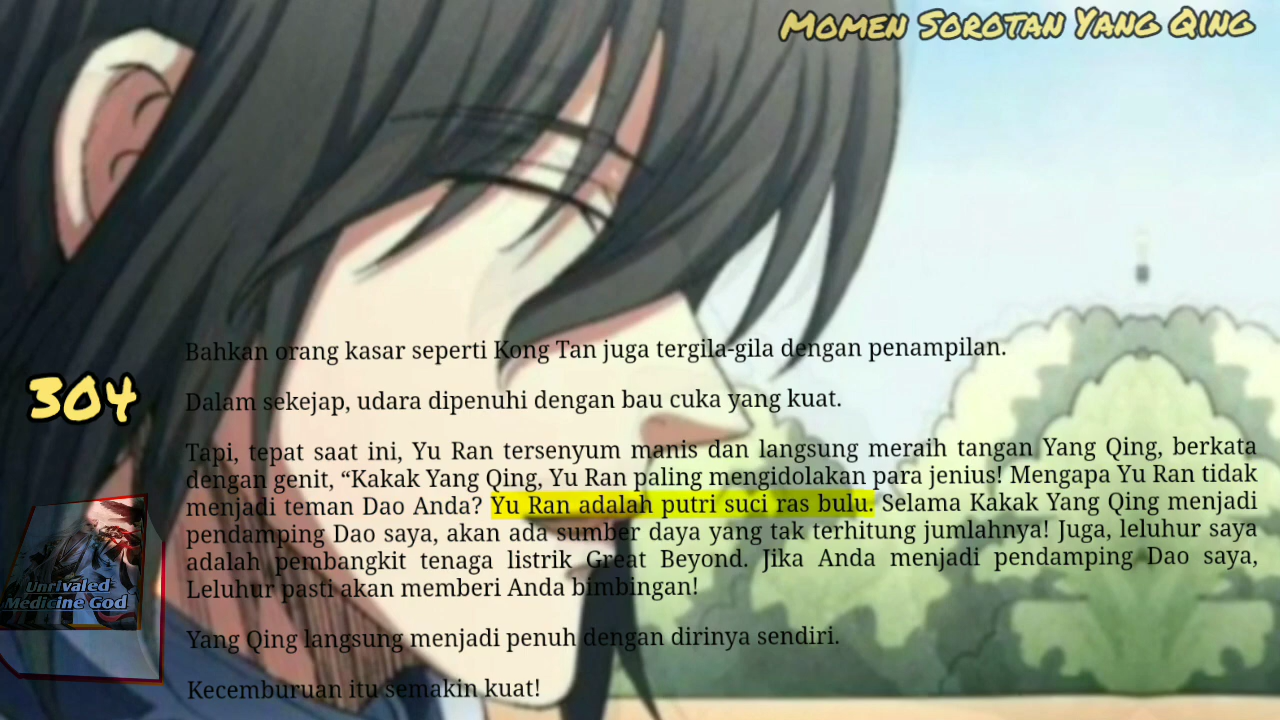 Momen Sorotan Yang Qing
Bahkan orang kasar seperti Kong Tan juga tergila-gila dengan penampilan.
304
Dalam sekejap, udara dipenuhi dengan bau cuka yang kuat.
Tapi, tepat saat ini, Yu Ran tersenyum manis dan langsung meraih tangan Yang Qing, berkata
dengan genit, “Kakak Yang Qing, Yu Ran paling mengidolakan para jenius! Mengapa Yu Ran tidak
menjadi teman Dao Anda? Yu Ran adalah putri suci ras bulu. Selama Kakak Yang Qing menjadi
pendamping Dao saya, akan ada sumber daya yang tak terhitung jumlahnya! Juga, leluhur saya
adalah pembangkit tenaga listrik Great Beyond. Jika Anda menjadi pendamping Dao saya,
Leluhur pasti akan memberi Anda bimbingan!
Unrivaled
Medicine God
Yang Qing langsung menjadi penuh dengan dirinya sendiri.
Kecemburuan itu semakin kuat!